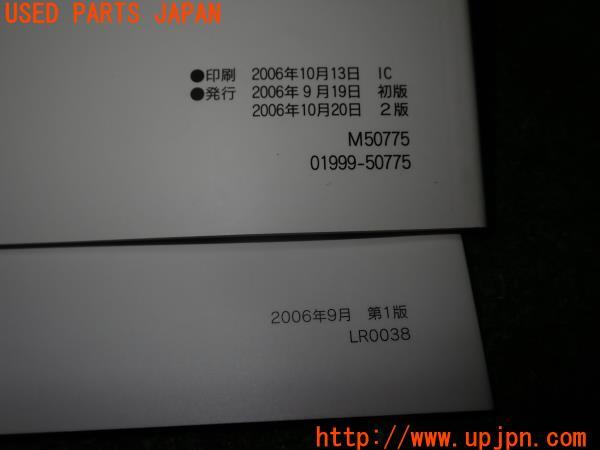 USED PARTS JAPAN
●印刷 2006年10月13日 IC
●発行 2006年9月19日 初版
2006年10月20日 2版
M50775
01999-50775
2006年9月 第1版
LR0038
http://www.upjpn.com